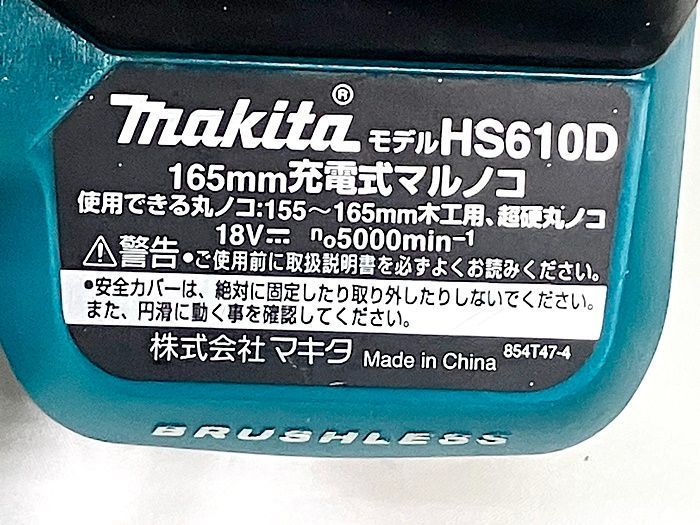 makita® モデルHS610D
165mm充電式マルノコ
使用できる丸ノコ:155～165mm木工用、超硬丸ノコ
18V⎓ n₀5000min⁻¹
⚠警告 •ご使用前に取扱説明書を必ずよくお読みください。
•安全カバーは、絶対に固定したり取り外したりしないでください。
また、円滑に動く事を確認してください。
株式会社マキタ Made in China 854T47-4
BRUSHLESS